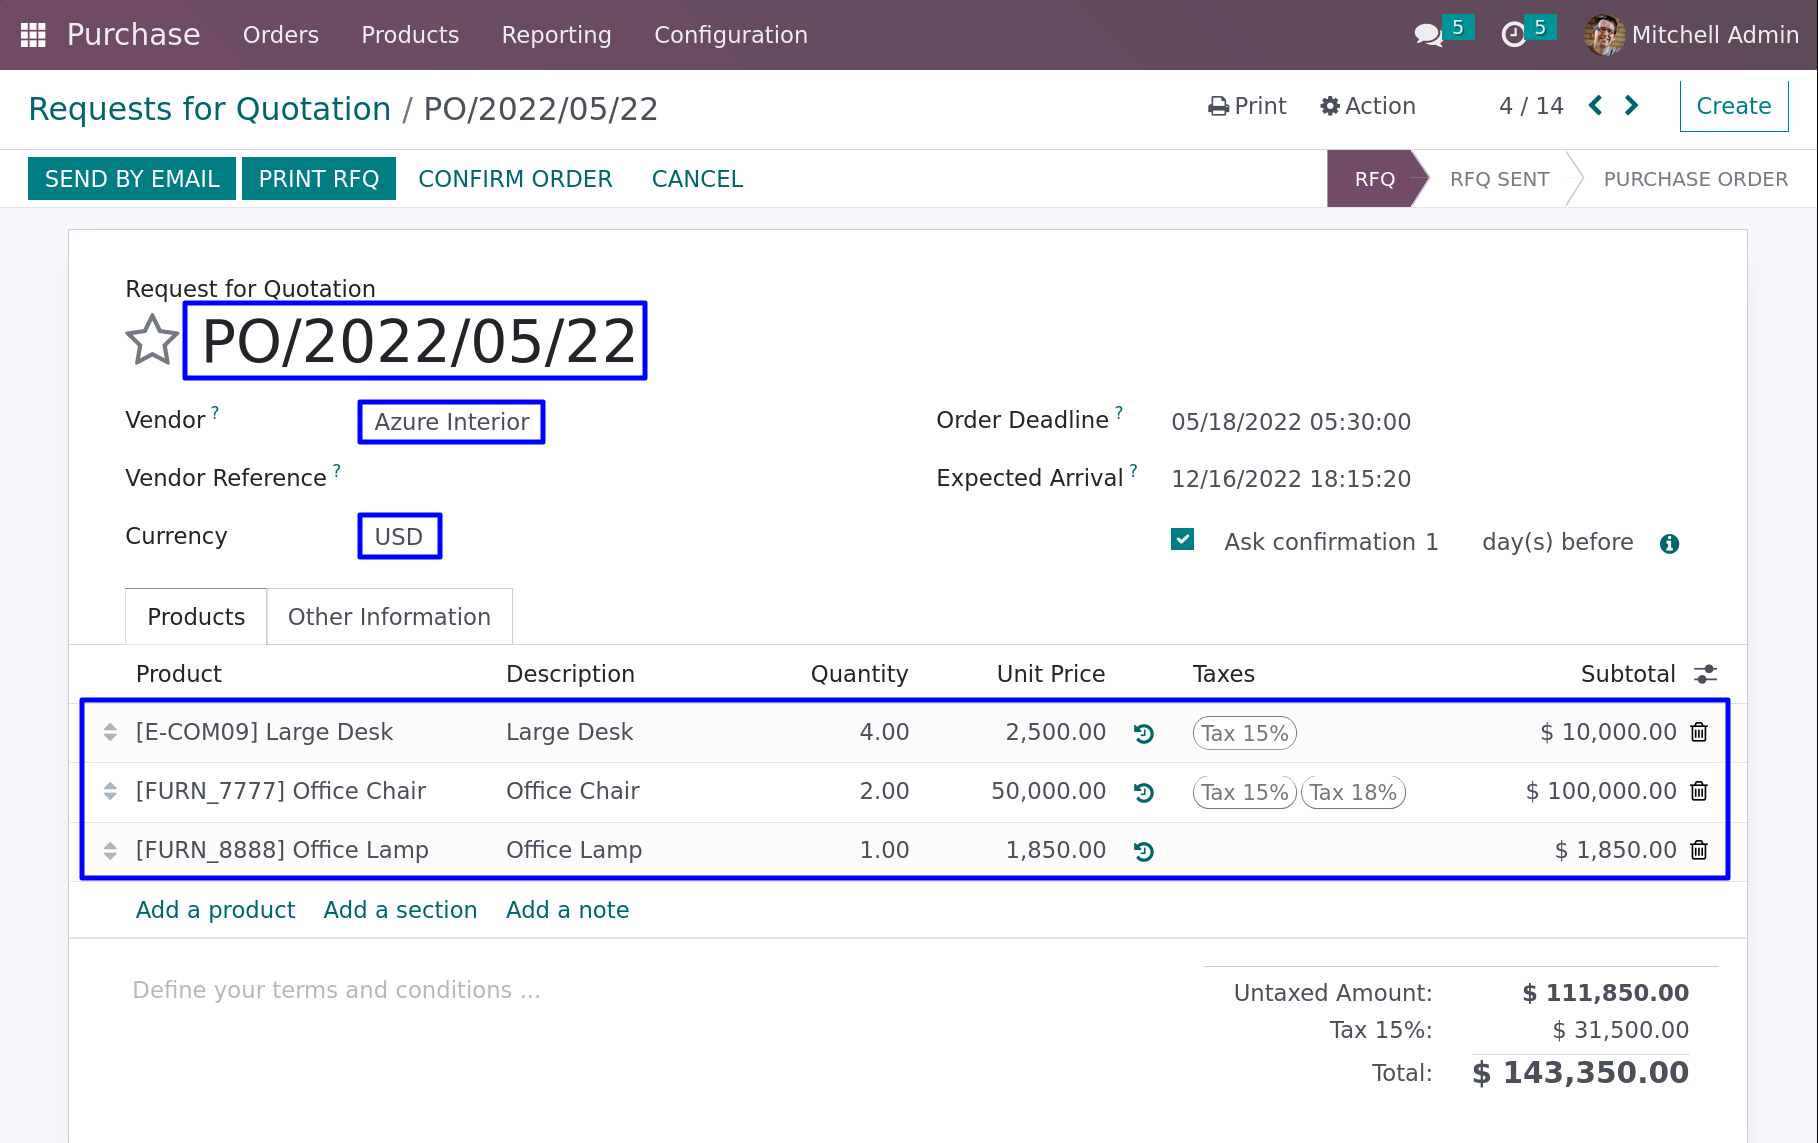 Purchase Orders Products Reporting Configuration 5 5 Mitchell Admin
Requests for Quotation / PO/2022/05/22 Print Action 4 / 14 Create
SEND BY EMAIL PRINT RFQ CONFIRM ORDER CANCEL RFQ RFQ SENT PURCHASE ORDER
Request for Quotation
PO/2022/05/22
Vendor ? Azure Interior Order Deadline ? 05/18/2022 05:30:00
Vendor Reference ? Expected Arrival ? 12/16/2022 18:15:20
Currency USD Ask confirmation 1 day(s) before
Products Other Information
Product Description Quantity Unit Price Taxes Subtotal
[E-COM09] Large Desk Large Desk 4.00 2,500.00 Tax 15% $ 10,000.00
[FURN_7777] Office Chair Office Chair 2.00 50,000.00 Tax 15% Tax 18% $ 100,000.00
[FURN_8888] Office Lamp Office Lamp 1.00 1,850.00 $ 1,850.00
Add a product Add a section Add a note
Define your terms and conditions ...
Untaxed Amount: $ 111,850.00
Tax 15%: $ 31,500.00
Total: $ 143,350.00